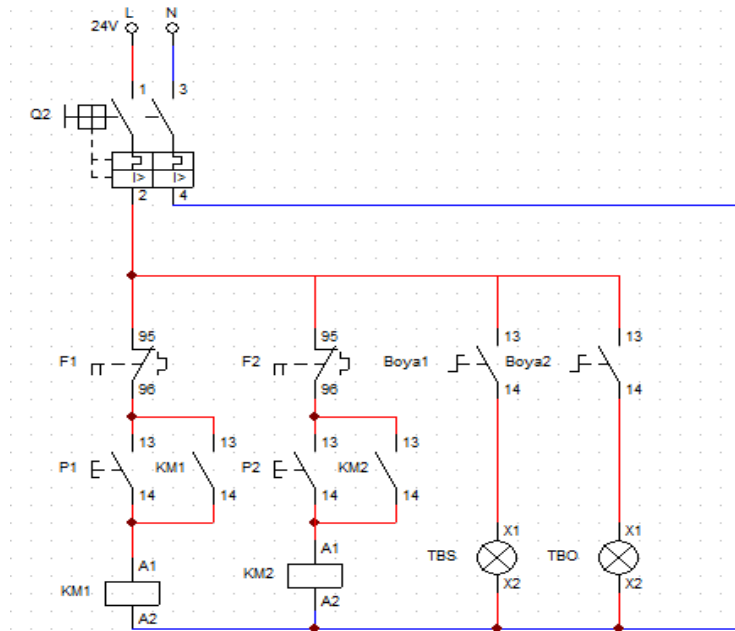 L N
24V
1 3
Q2
I> I>
2 4
95 95
F1 F2 Boya1 13 Boya2 13
96 96 14 14
13 13 13 13
P1 KM1 P2 KM2
14 14 14 14
A1 A1 X1 X1
KM1 KM2 TBS TBO
A2 A2 X2 X2